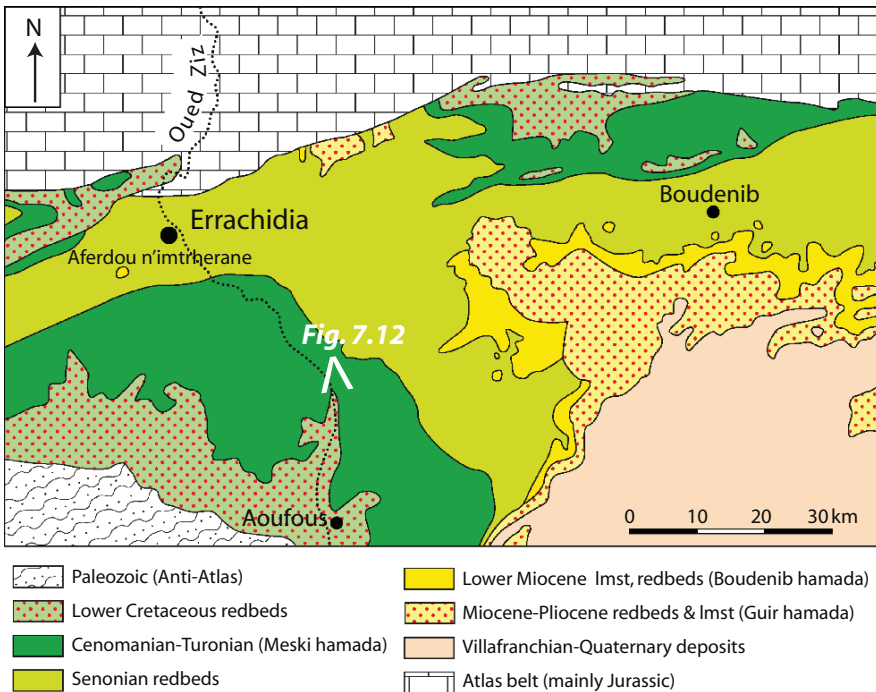 N
Oued Ziz
Boudenib
Errachidia
Aferdou n'imtrherane
Fig. 7.12
Aoufous
0 10 20 30 km
Paleozoic (Anti-Atlas)
Lower Cretaceous redbeds
Cenomanian-Turonian (Meski hamada)
Senonian redbeds
Lower Miocene lmst, redbeds (Boudenib hamada)
Miocene-Pliocene redbeds & lmst (Guir hamada)
Villafranchian-Quaternary deposits
Atlas belt (mainly Jurassic)